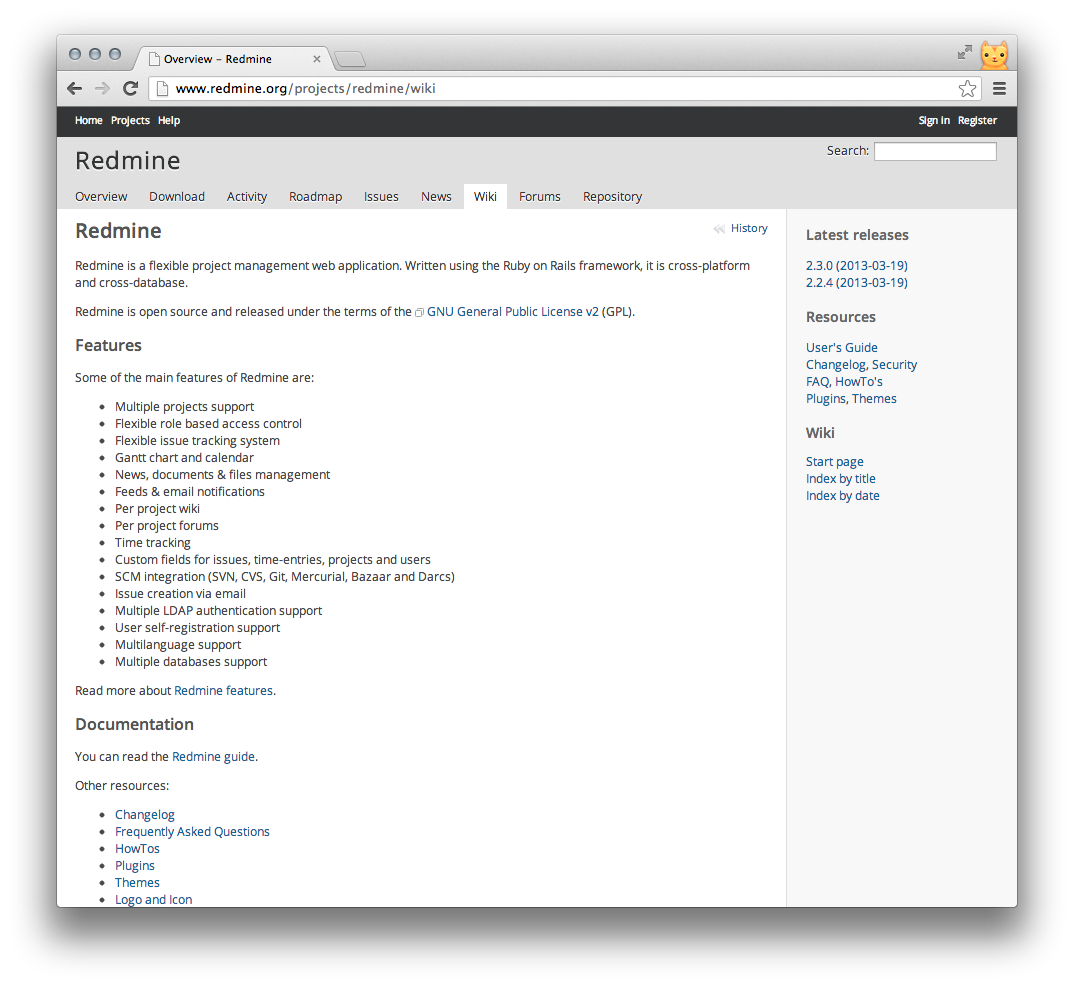 Overview – Redmine
www.redmine.org/projects/redmine/wiki
Home Projects Help
Sign in Register
Redmine
Search:
Overview Download Activity Roadmap Issues News Wiki Forums Repository
Redmine
History
Redmine is a flexible project management web application. Written using the Ruby on Rails framework, it is cross-platform
and cross-database.
Redmine is open source and released under the terms of the GNU General Public License v2 (GPL).
Features
Some of the main features of Redmine are:
Multiple projects support
Flexible role based access control
Flexible issue tracking system
Gantt chart and calendar
News, documents & files management
Feeds & email notifications
Per project wiki
Per project forums
Time tracking
Custom fields for issues, time-entries, projects and users
SCM integration (SVN, CVS, Git, Mercurial, Bazaar and Darcs)
Issue creation via email
Multiple LDAP authentication support
User self-registration support
Multilanguage support
Multiple databases support
Read more about Redmine features.
Documentation
You can read the Redmine guide.
Other resources:
Changelog
Frequently Asked Questions
HowTos
Plugins
Themes
Logo and Icon
Latest releases
2.3.0 (2013-03-19)
2.2.4 (2013-03-19)
Resources
User's Guide
Changelog, Security
FAQ, HowTo's
Plugins, Themes
Wiki
Start page
Index by title
Index by date